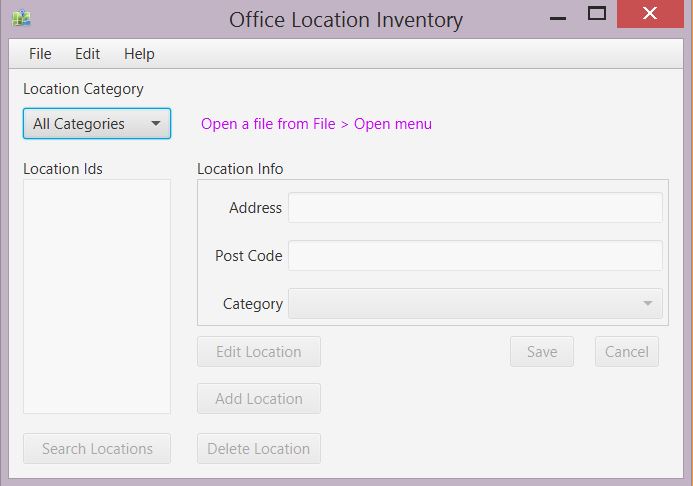 Office Location Inventory
File Edit Help
Location Category
All Categories
Open a file from File > Open menu
Location Ids
Location Info
Address
Post Code
Category
Edit Location
Save
Cancel
Add Location
Search Locations
Delete Location